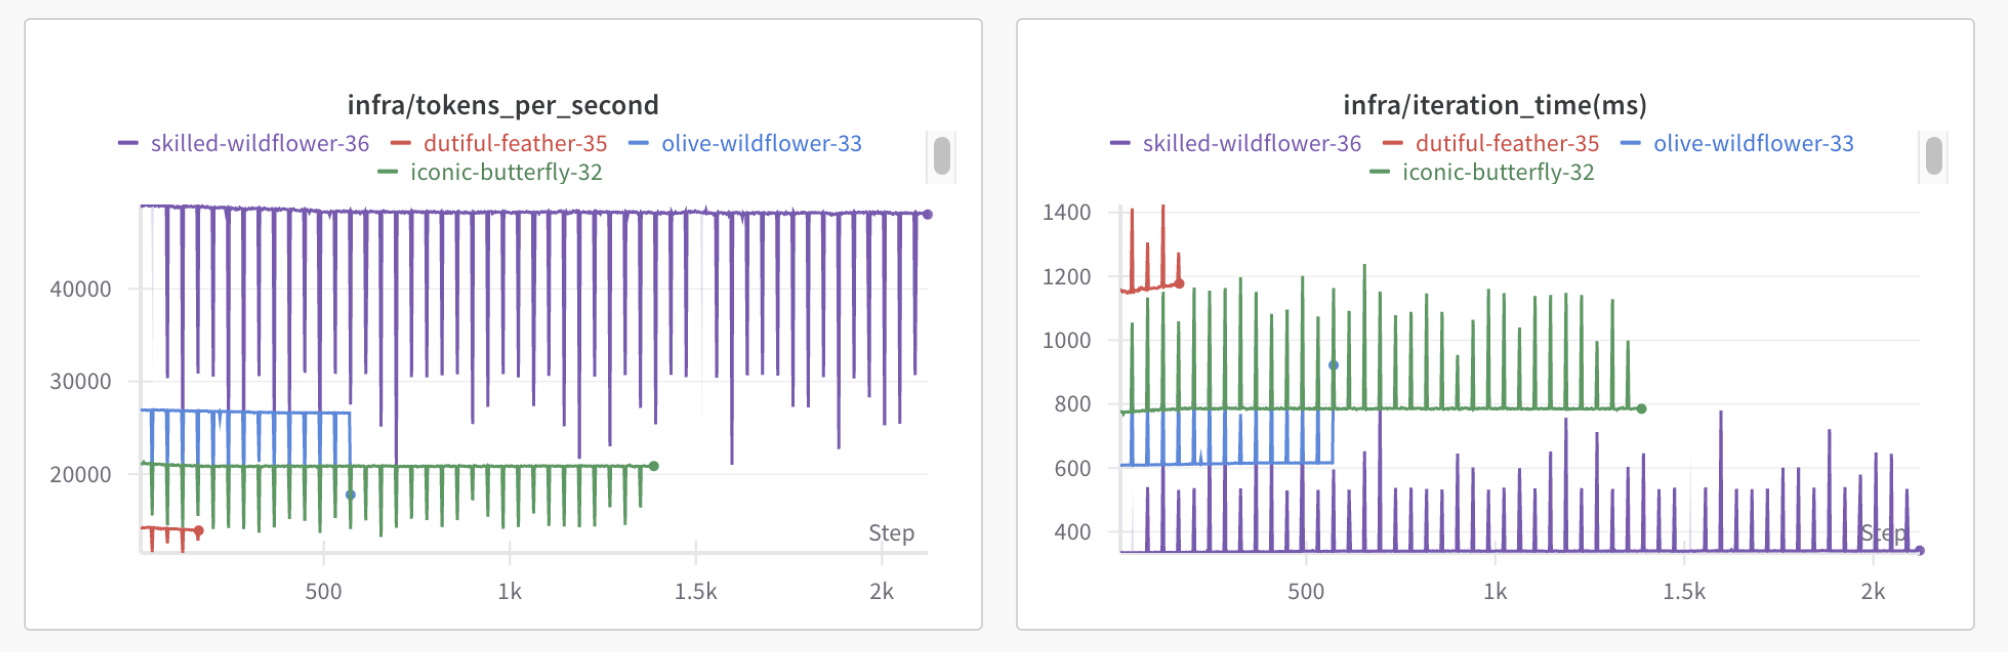 infra/tokens_per_second
skilled-wildflower-36 dutiful-feather-35 olive-wildflower-33
iconic-butterfly-32
40000
30000
20000
Step
500 1k 1.5k 2k
infra/iteration_time(ms)
skilled-wildflower-36 dutiful-feather-35 olive-wildflower-33
iconic-butterfly-32
1400
1200
1000
800
600
400
Step
500 1k 1.5k 2k